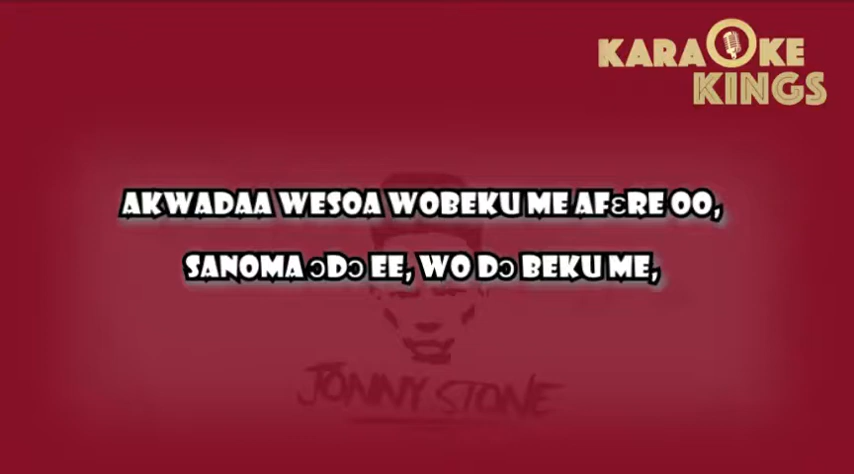 KARAOKE
KINGS
AKWADAA WESOA WOBEKU ME AFƐRE OO,
SANOMA ƆDƆ EE, WO DƆ BEKU ME,
JONNY STONE